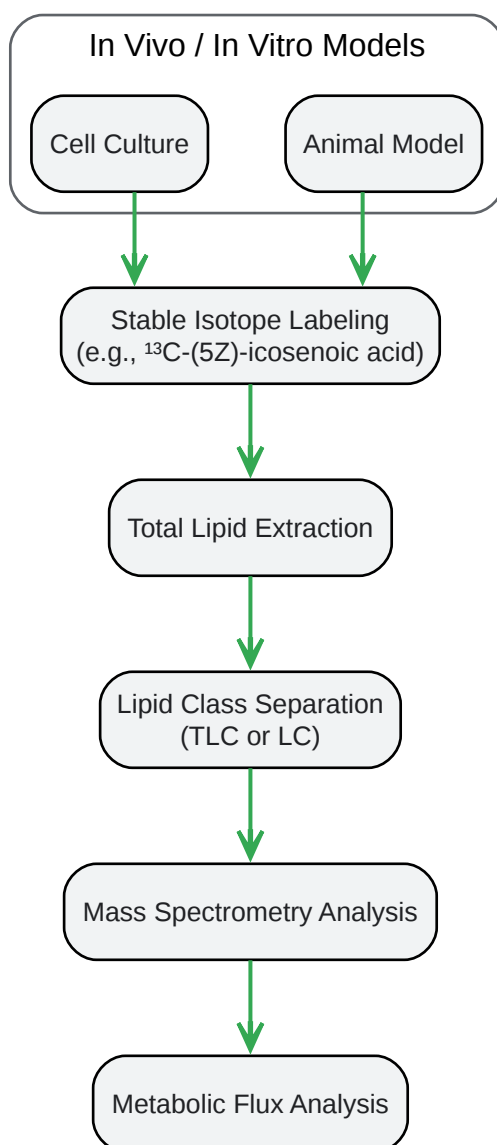 In Vivo / In Vitro Models
Cell Culture
Animal Model
Stable Isotope Labeling
(e.g., ¹³C-(5Z)-icosenoic acid)
Total Lipid Extraction
Lipid Class Separation
(TLC or LC)
Mass Spectrometry Analysis
Metabolic Flux Analysis